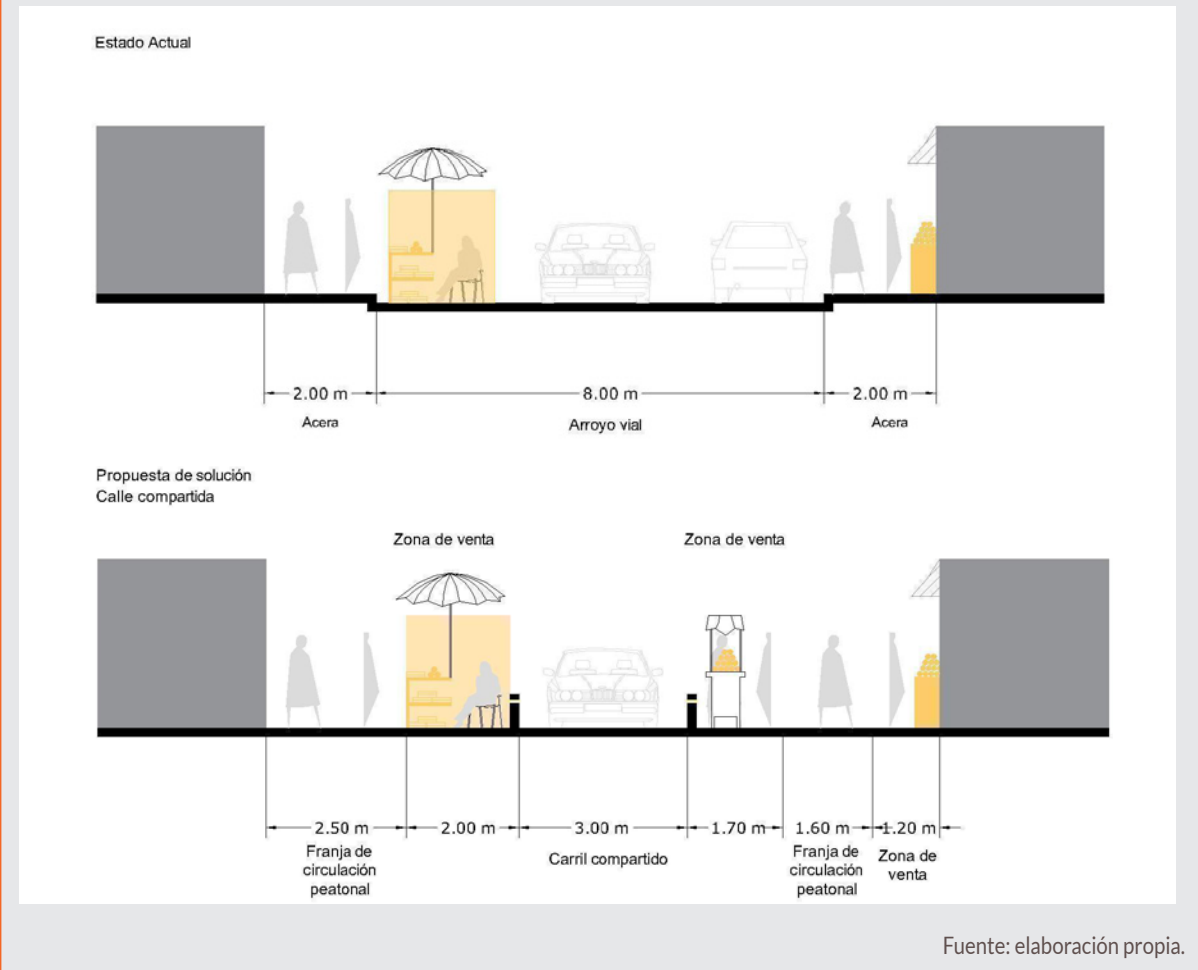 Estado Actual
2.00 m
8.00 m
2.00 m
Acera
Arroyo vial
Acera
Propuesta de solución
Calle compartida
Zona de venta
Zona de venta
2.50 m
2.00 m
3.00 m
1.70 m
1.60 m
1.20 m
Franja de
circulación
peatonal
Carril compartido
Franja de
circulación
peatonal
Zona de
venta
Fuente: elaboración propia.